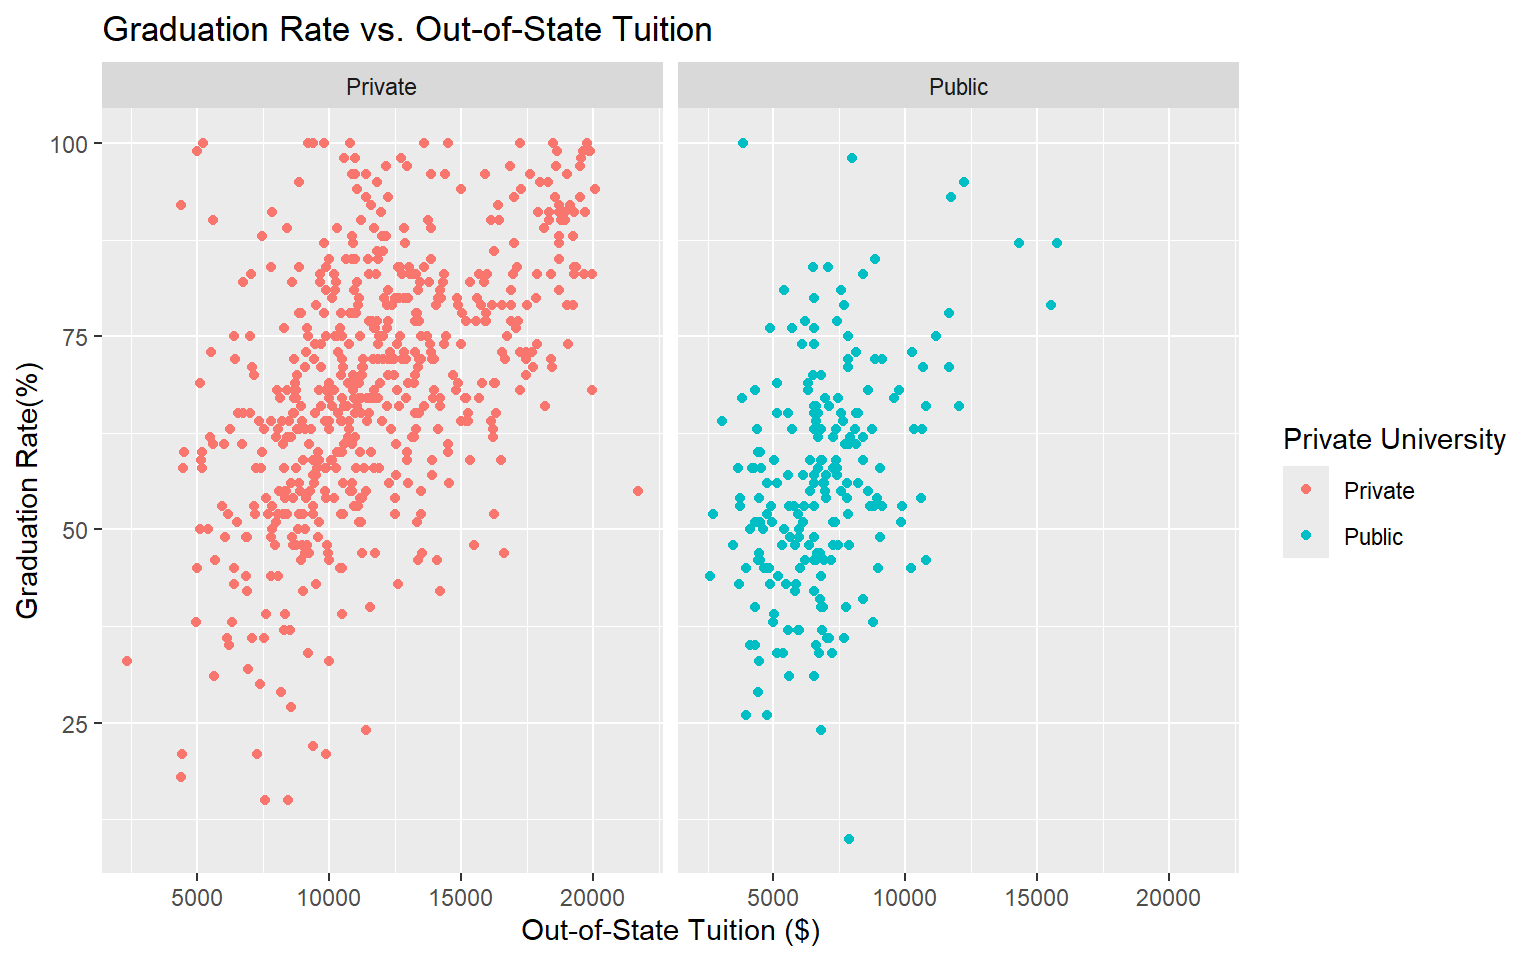 Graduation Rate vs. Out-of-State Tuition
Private
Public
Graduation Rate(%)
100
75
50
25
5000 10000 15000 20000
5000 10000 15000 20000
Out-of-State Tuition ($)
Private University
Private
Public